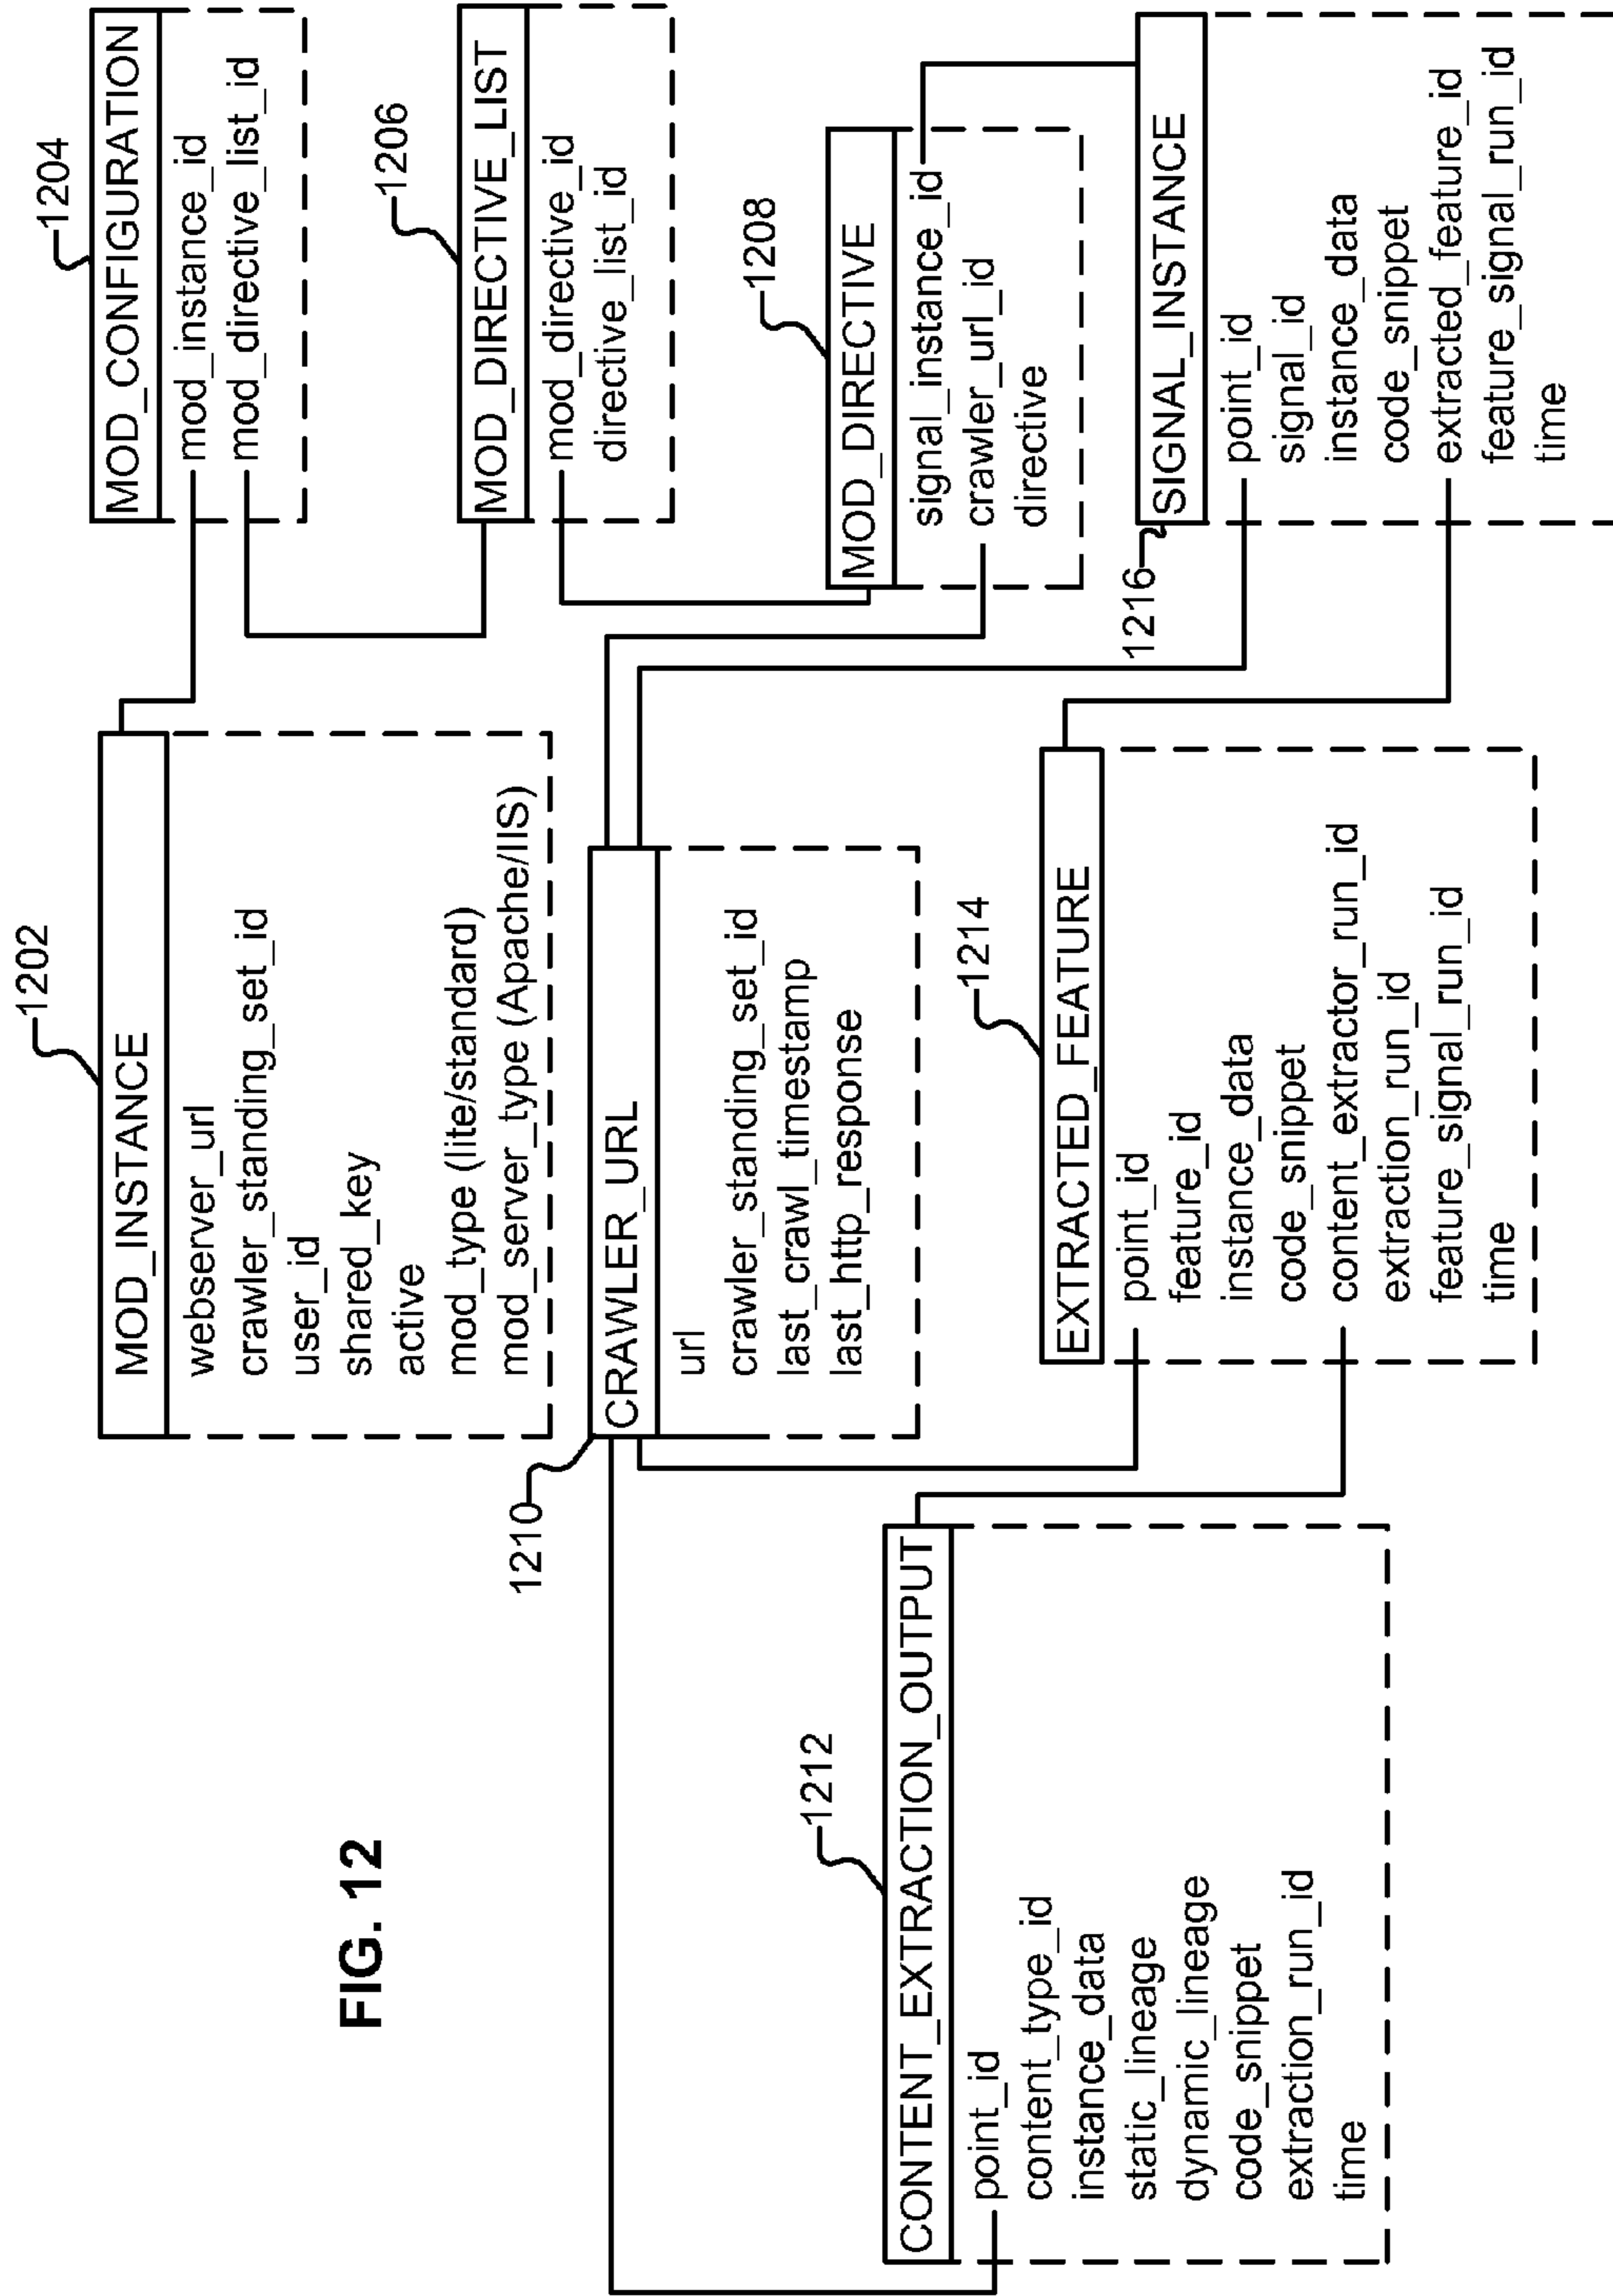 FIG. 12
1202
MOD_INSTANCE
webserver_url
crawler_standing_set_id
user_id
shared_key
active
mod_type (lite/standard)
mod_server_type (Apache/IIS)
1204
MOD_CONFIGURATION
mod_instance_id
mod_directive_list_id
1206
MOD_DIRECTIVE_LIST
mod_directive_id
directive_list_id
1208
MOD_DIRECTIVE
signal_instance_id
crawler_url_id
directive
1210
CRAWLER_URL
url
crawler_standing_set_id
last_crawl_timestamp
last_http_response
1212
CONTENT_EXTRACTION_OUTPUT
point_id
content_type_id
instance_data
static_lineage
dynamic_lineage
code_snippet
extraction_run_id
time
1214
EXTRACTED_FEATURE
point_id
feature_id
instance_data
code_snippet
content_extractor_run_id
extraction_run_id
feature_signal_run_id
time
1216
SIGNAL_INSTANCE
point_id
signal_id
instance_data
code_snippet
extracted_feature_id
feature_signal_run_id
time